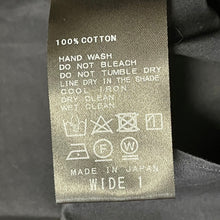 100% COTTON
HAND WASH
DO NOT BLEACH
DO NOT TUMBLE DRY
LINE DRY IN THE SHADE
COOL IRON
DRY CLEAN
WET CLEAN
F W
MADE IN JAPAN
WIDE 1